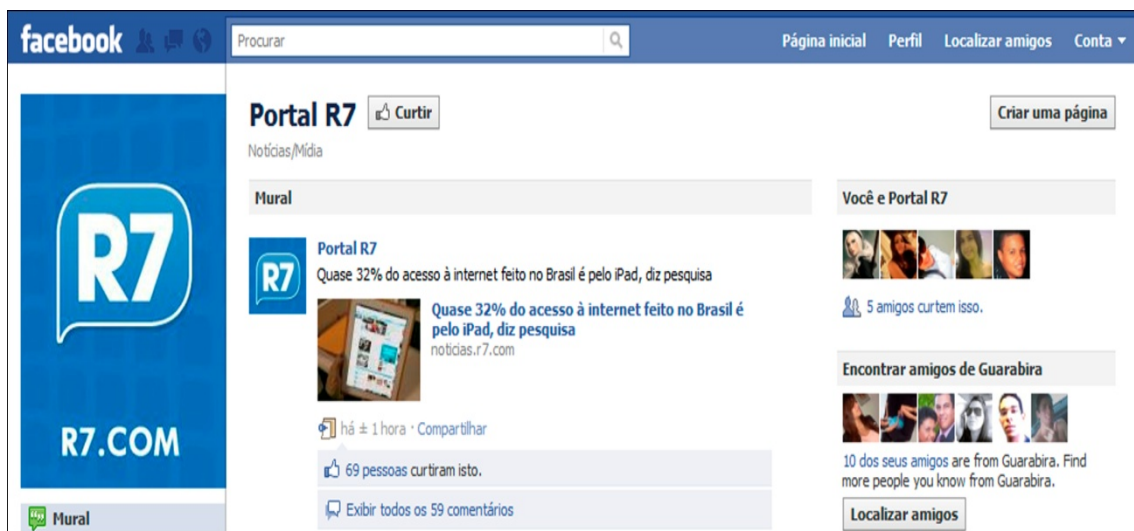 facebook
Procurar
Página inicial Perfil Localizar amigos Conta
R7
R7.COM
Mural
Portal R7 Curtir
Notícias/Mídia
Criar uma página
Mural
R7
Portal R7
Quase 32% do acesso à internet feito no Brasil é pelo iPad, diz pesquisa
Quase 32% do acesso à internet feito no Brasil é
pelo iPad, diz pesquisa
noticias.r7.com
há ± 1 hora · Compartilhar
69 pessoas curtiram isto.
Exibir todos os 59 comentários
Você e Portal R7
5 amigos curtem isso.
Encontrar amigos de Guarabira
10 dos seus amigos are from Guarabira. Find
more people you know from Guarabira.
Localizar amigos